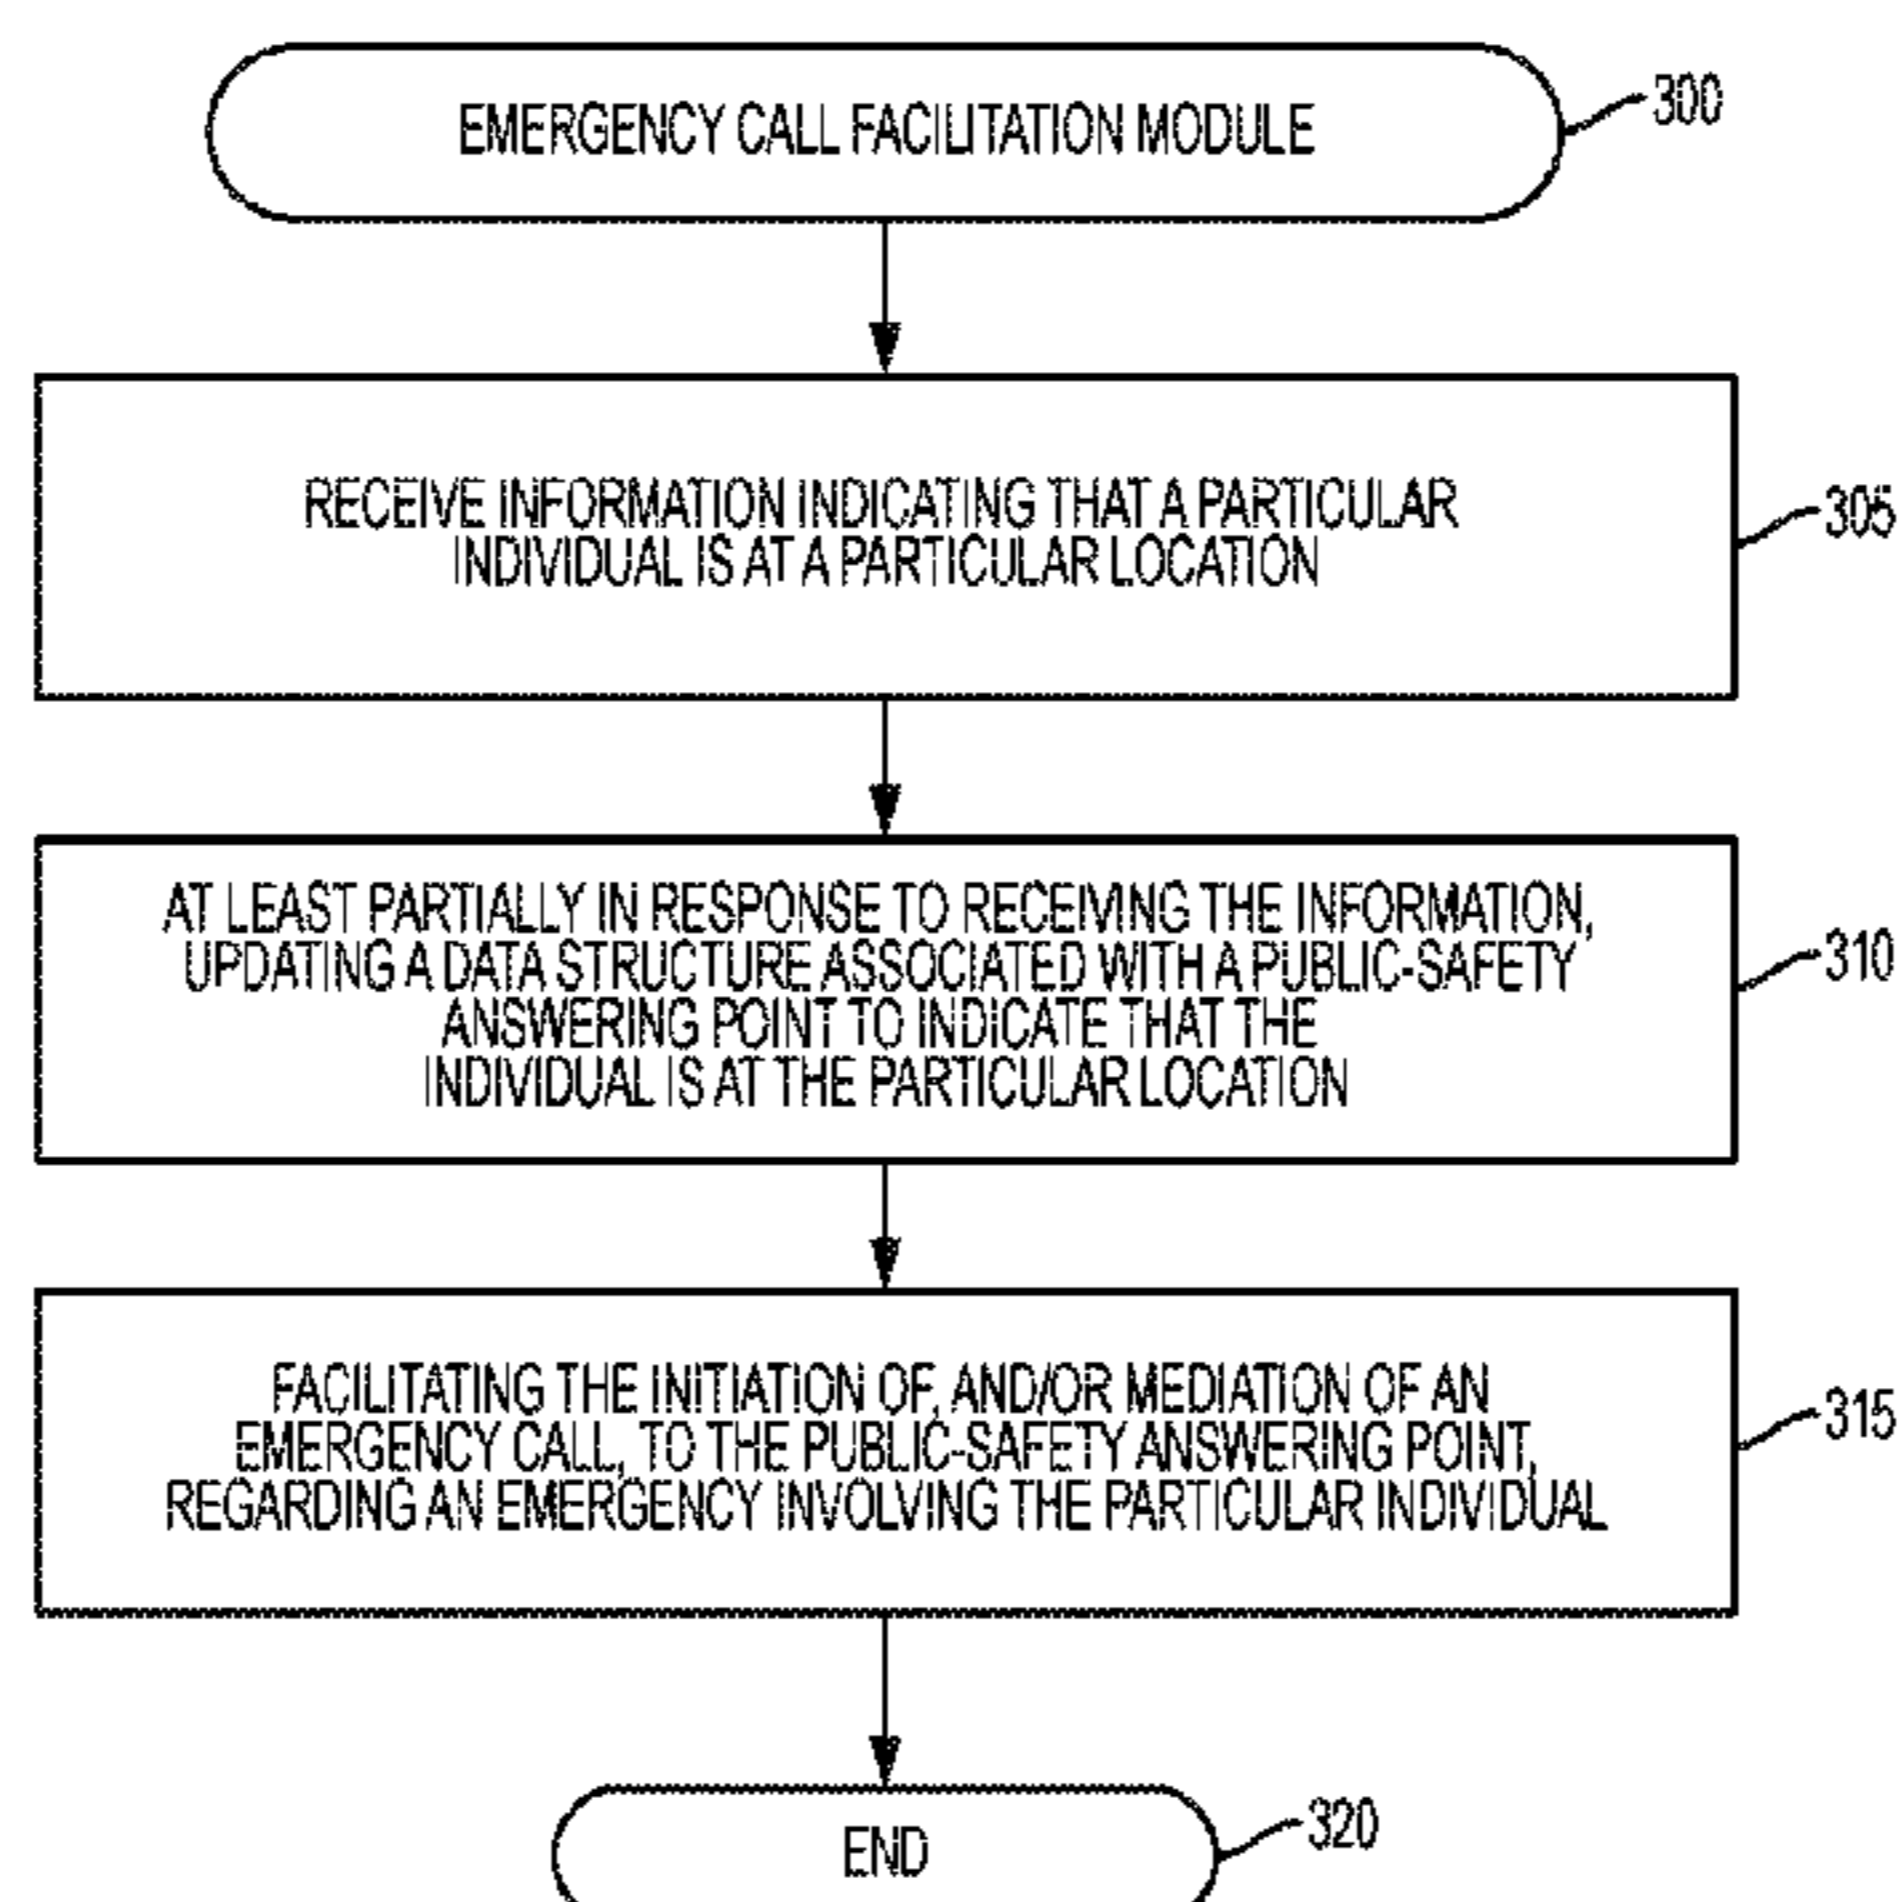 EMERGENCY CALL FACILITATION MODULE
300
RECEIVE INFORMATION INDICATING THAT A PARTICULAR
INDIVIDUAL IS AT A PARTICULAR LOCATION
305
AT LEAST PARTIALLY IN RESPONSE TO RECEIVING THE INFORMATION,
UPDATING A DATA STRUCTURE ASSOCIATED WITH A PUBLIC-SAFETY
ANSWERING POINT TO INDICATE THAT THE
INDIVIDUAL IS AT THE PARTICULAR LOCATION
310
FACILITATING THE INITIATION OF, AND/OR MEDIATION OF AN
EMERGENCY CALL, TO THE PUBLIC-SAFETY ANSWERING POINT,
REGARDING AN EMERGENCY INVOLVING THE PARTICULAR INDIVIDUAL
315
END
320